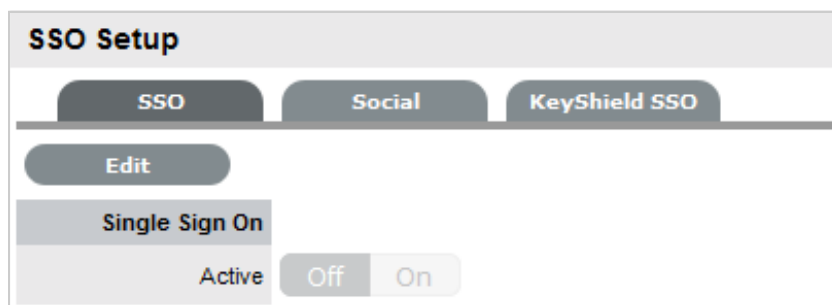 SSO Setup
SSO Social KeyShield SSO
Edit
Single Sign On
Active Off On